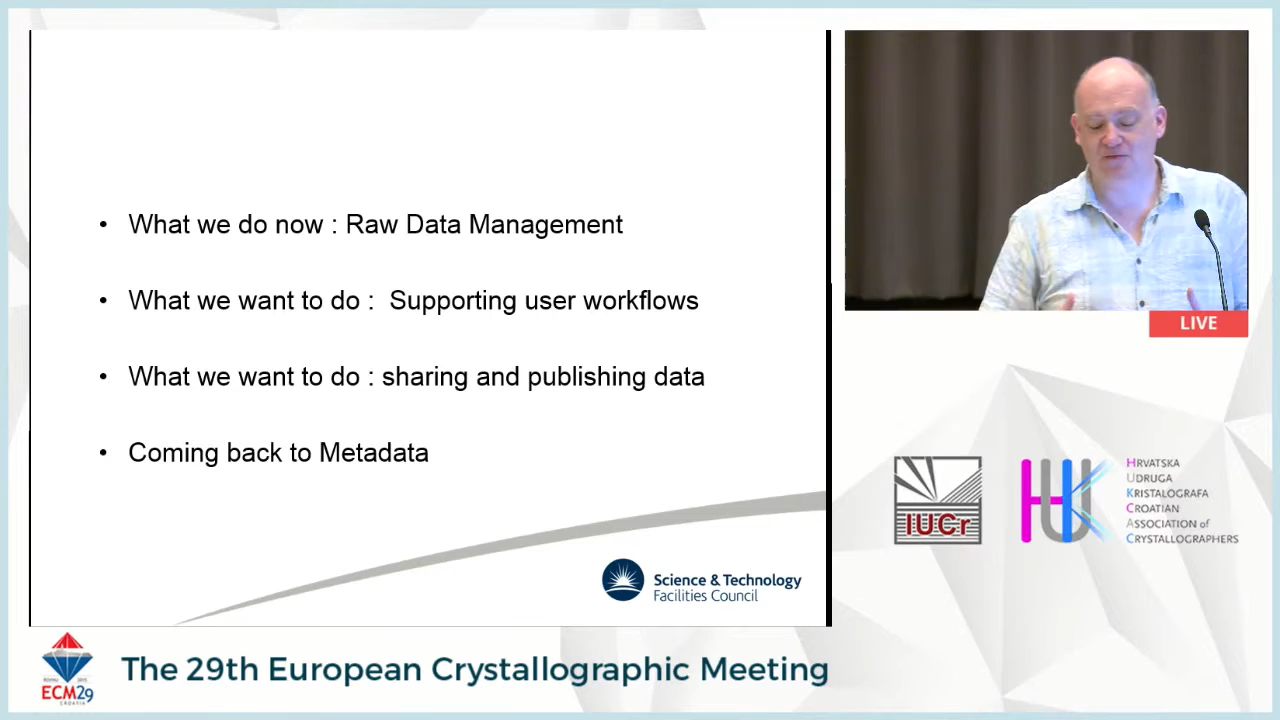 • What we do now : Raw Data Management
• What we want to do : Supporting user workflows
• What we want to do : sharing and publishing data
• Coming back to Metadata
Science & Technology
Facilities Council
LIVE
IUCr
HUK
HRVATSKA
UDRUGA
KRISTALOGRAFA
CROATIAN
ASSOCIATION of
CRYSTALLOGRAPHERS
ECM29
CROATIA
The 29th European Crystallographic Meeting